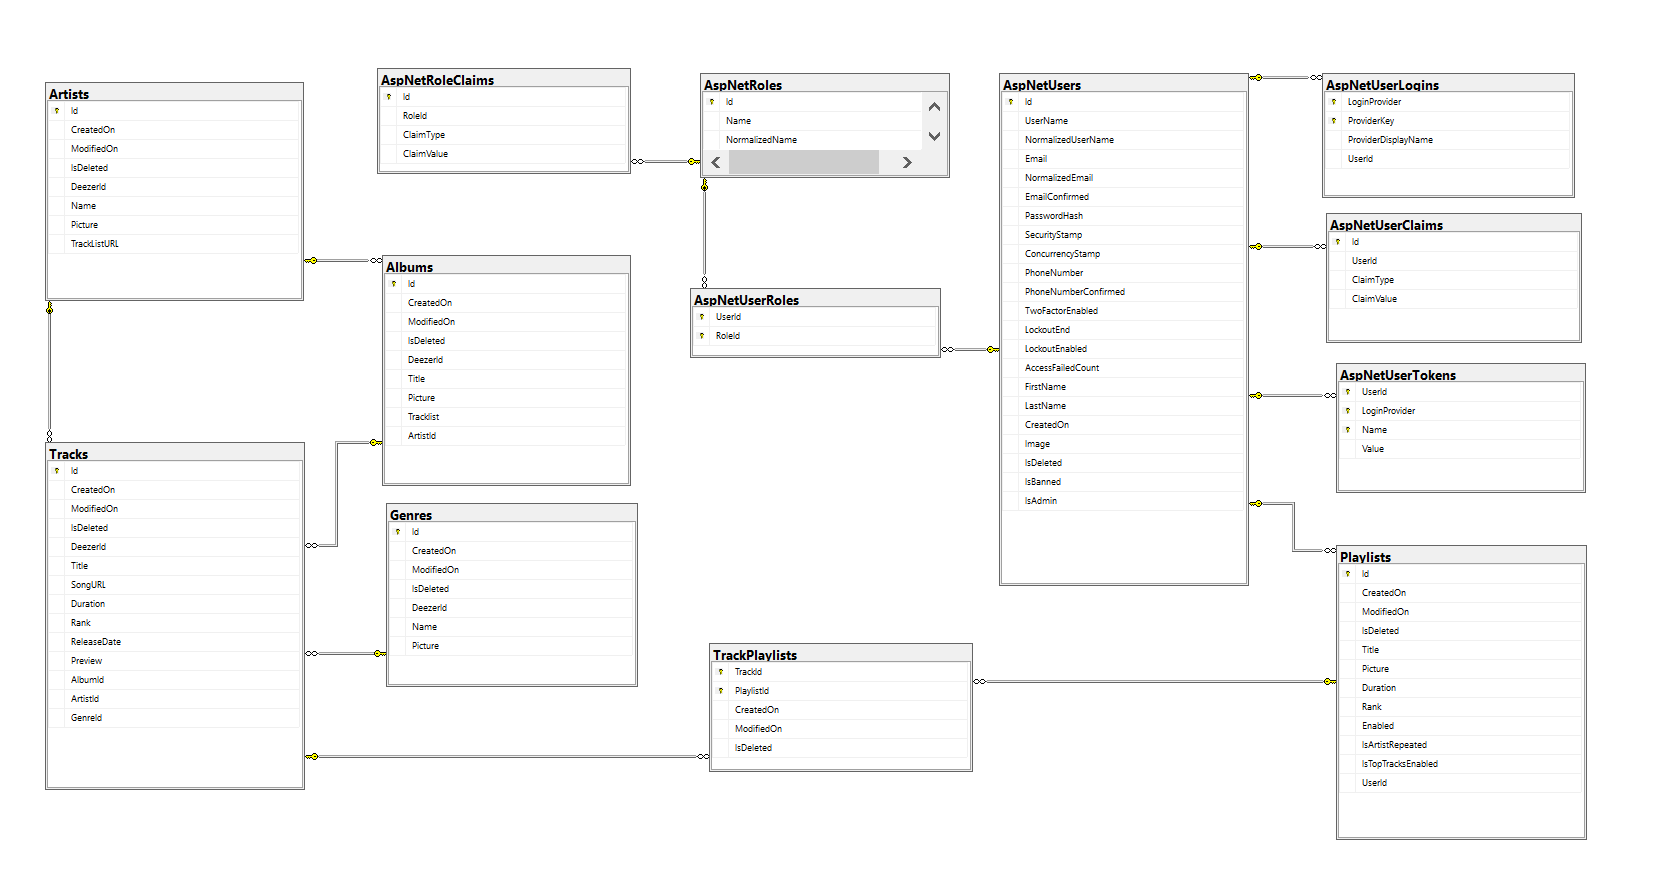 Artists
Id
CreatedOn
ModifiedOn
IsDeleted
DeezerId
Name
Picture
TrackListURL
AspNetRoleClaims
Id
RoleId
ClaimType
ClaimValue
AspNetRoles
Id
Name
NormalizedName
AspNetUsers
Id
UserName
NormalizedUserName
Email
NormalizedEmail
EmailConfirmed
PasswordHash
SecurityStamp
ConcurrencyStamp
PhoneNumber
PhoneNumberConfirmed
TwoFactorEnabled
LockoutEnd
LockoutEnabled
AccessFailedCount
FirstName
LastName
CreatedOn
Image
IsDeleted
IsBanned
IsAdmin
AspNetUserLogins
LoginProvider
ProviderKey
ProviderDisplayName
UserId
AspNetUserClaims
Id
UserId
ClaimType
ClaimValue
Albums
Id
CreatedOn
ModifiedOn
IsDeleted
DeezerId
Title
Picture
Tracklist
ArtistId
AspNetUserRoles
UserId
RoleId
AspNetUserTokens
UserId
LoginProvider
Name
Value
Tracks
Id
CreatedOn
ModifiedOn
IsDeleted
DeezerId
Title
SongURL
Duration
Rank
ReleaseDate
Preview
AlbumId
ArtistId
GenreId
Genres
Id
CreatedOn
ModifiedOn
IsDeleted
DeezerId
Name
Picture
TrackPlaylists
TrackId
PlaylistId
CreatedOn
ModifiedOn
IsDeleted
Playlists
Id
CreatedOn
ModifiedOn
IsDeleted
Title
Picture
Duration
Rank
Enabled
IsArtistRepeated
IsTopTracksEnabled
UserId